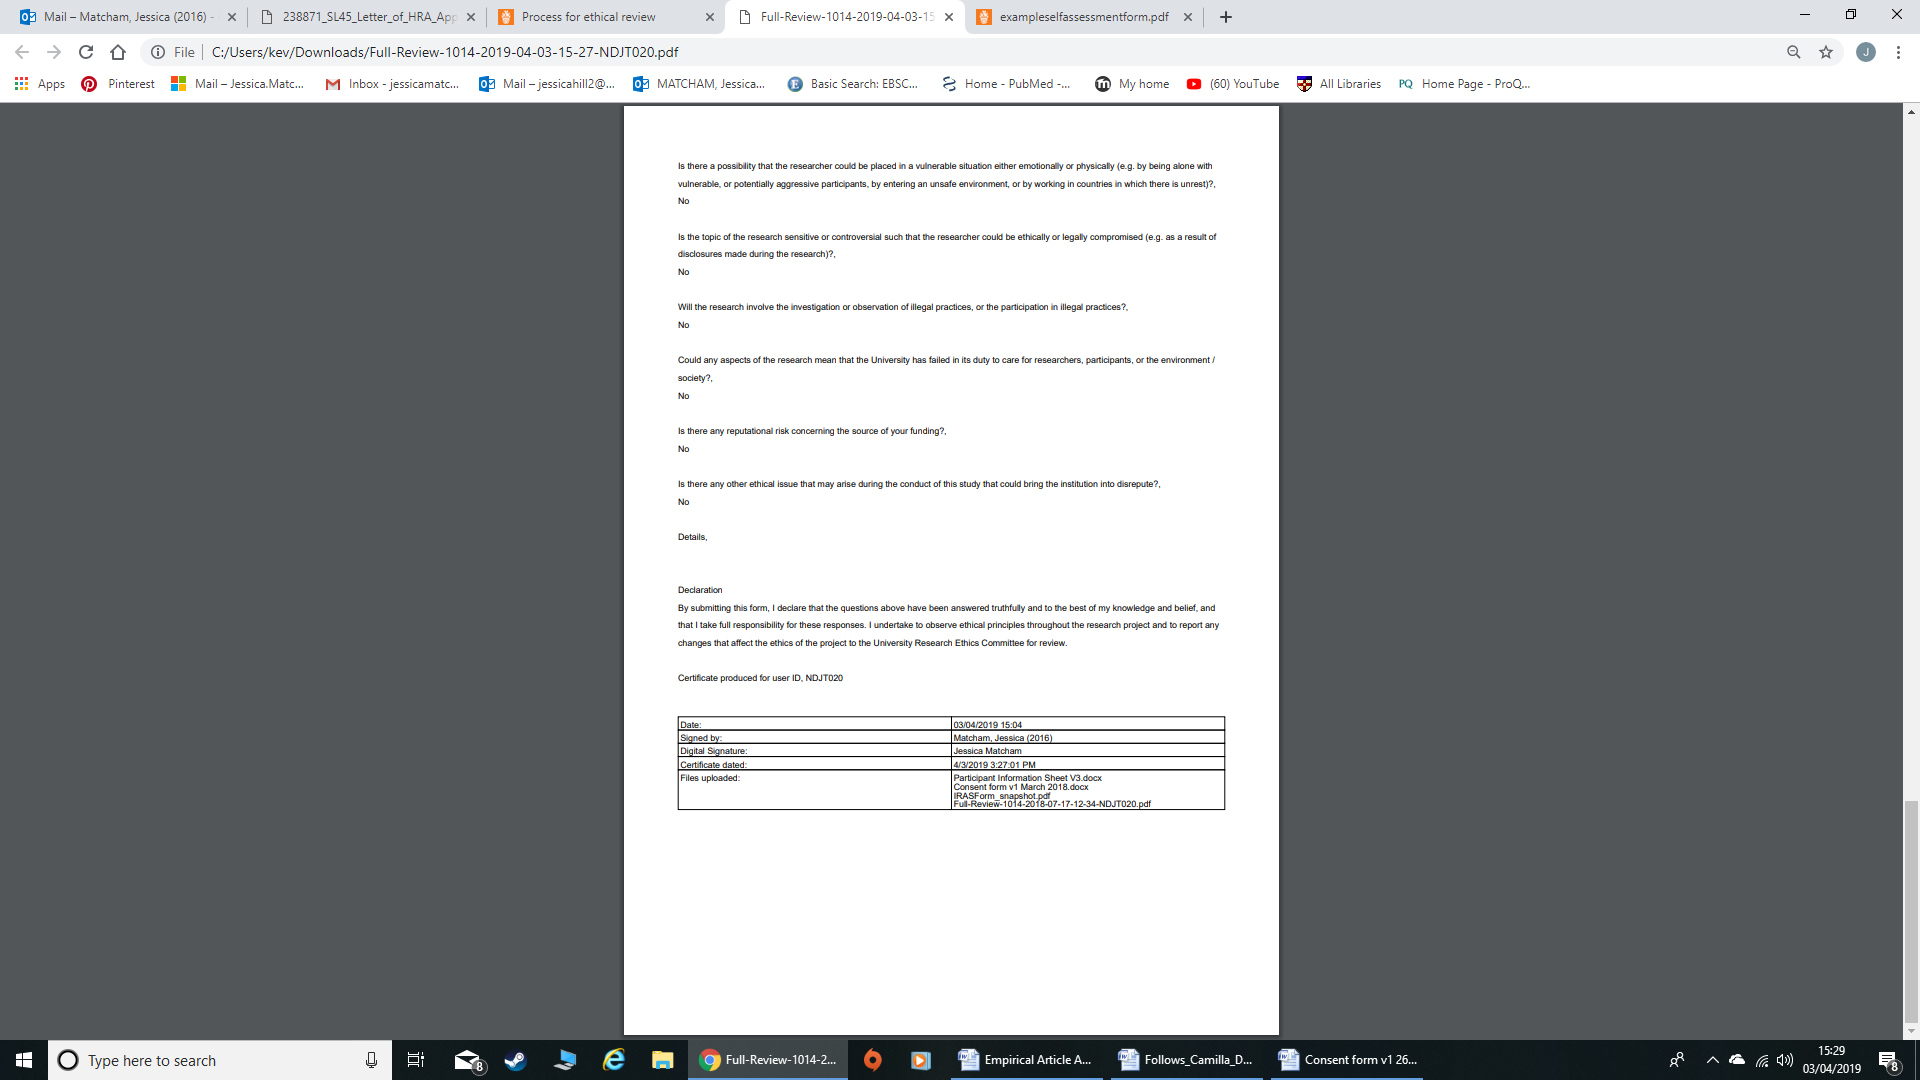 Mail – Matcham, Jessica (2016) -
238871_SL45_Letter_of_HRA_App
Process for ethical review
Full-Review-1014-2019-04-03-15
exampleselfassessmentform.pdf
File
C:/Users/kev/Downloads/Full-Review-1014-2019-04-03-15-27-NDJT020.pdf
J
Apps
Pinterest
Mail – Jessica.Matc...
Inbox - jessicamatc...
Mail – jessicahill2@...
MATCHAM, Jessica...
Basic Search: EBSC...
Home - PubMed -...
My home
(60) YouTube
All Libraries
PQ Home Page - ProQ...
Is there a possibility that the researcher could be placed in a vulnerable situation either emotionally or physically (e.g. by being alone with
vulnerable, or potentially aggressive participants, by entering an unsafe environment, or by working in countries in which there is unrest)?,
No
Is the topic of the research sensitive or controversial such that the researcher could be ethically or legally compromised (e.g. as a result of
disclosures made during the research)?,
No
Will the research involve the investigation or observation of illegal practices, or the participation in illegal practices?,
No
Could any aspects of the research mean that the University has failed in its duty to care for researchers, participants, or the environment /
society?,
No
Is there any reputational risk concerning the source of your funding?,
No
Is there any other ethical issue that may arise during the conduct of this study that could bring the institution into disrepute?,
No
Details,
Declaration
By submitting this form, I declare that the questions above have been answered truthfully and to the best of my knowledge and belief, and
that I take full responsibility for these responses. I undertake to observe ethical principles throughout the research project and to report any
changes that affect the ethics of the project to the University Research Ethics Committee for review.
Certificate produced for user ID, NDJT020
Date: 03/04/2019 15:04
Signed by: Matcham, Jessica (2016)
Digital Signature: Jessica Matcham
Certificate dated: 4/3/2019 3:27:01 PM
Files uploaded: Participant Information Sheet V3.docx
Consent form v1 March 2018.docx
IRASForm_snapshot.pdf
Full-Review-1014-2018-07-17-12-34-NDJT020.pdf
Type here to search
8
Full-Review-1014-2...
Empirical Article A...
Follows_Camilla_D...
Consent form v1 26...
15:29
03/04/2019
8